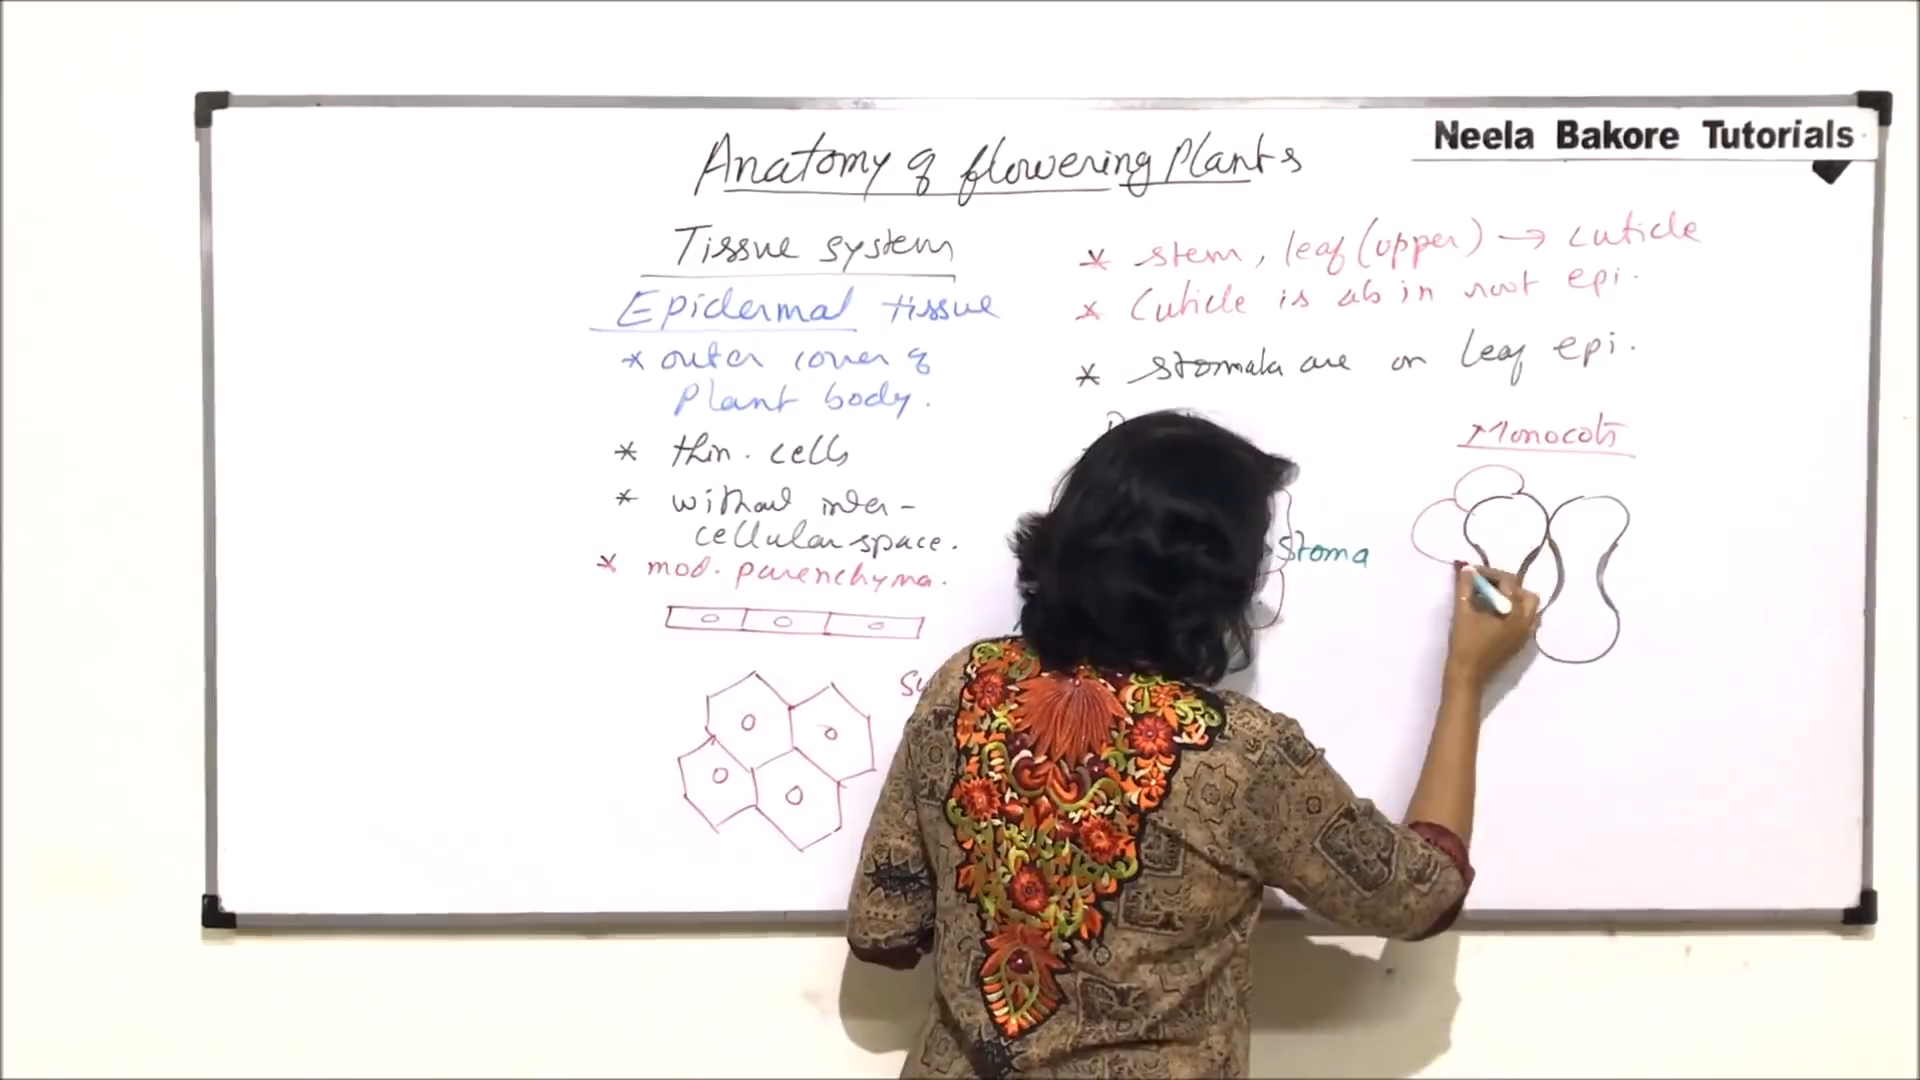 Neela Bakore Tutorials
Anatomy of flowering Plants
Tissue system
Epidermal tissue
* outer cover of
Plant body.
* thin. cells
* without inter-
cellular space.
* mod. parenchyma.
* stem, leaf (upper) → cuticle
* Cuticle is ab in root epi.
* stomata are on leaf epi.
Monocots
Stoma